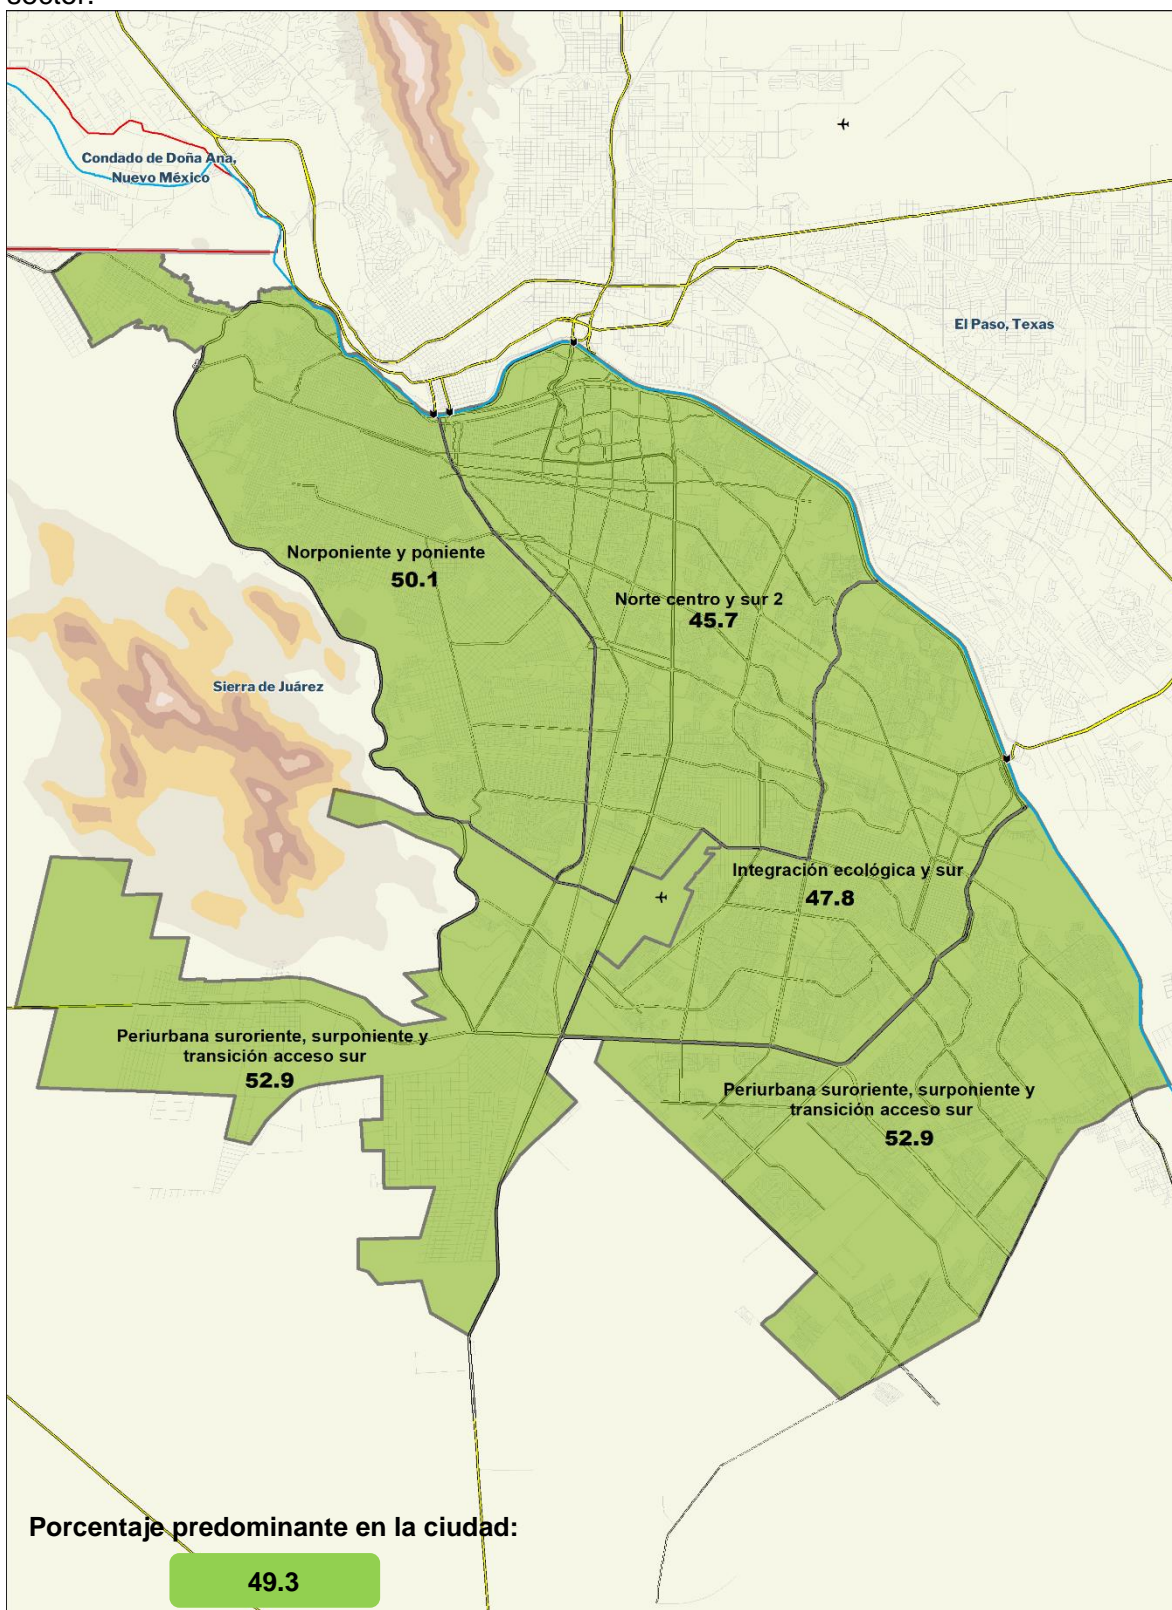 sector.
Condado de Doña Ana,
Nuevo México
El Paso, Texas
Norponiente y poniente
50.1
Norte centro y sur 2
45.7
Sierra de Juárez
Integración ecológica y sur
47.8
Periurbana suroriente, surponiente y
transición acceso sur
52.9
Periurbana suroriente, surponiente y
transición acceso sur
52.9
Porcentaje predominante en la ciudad:
49.3